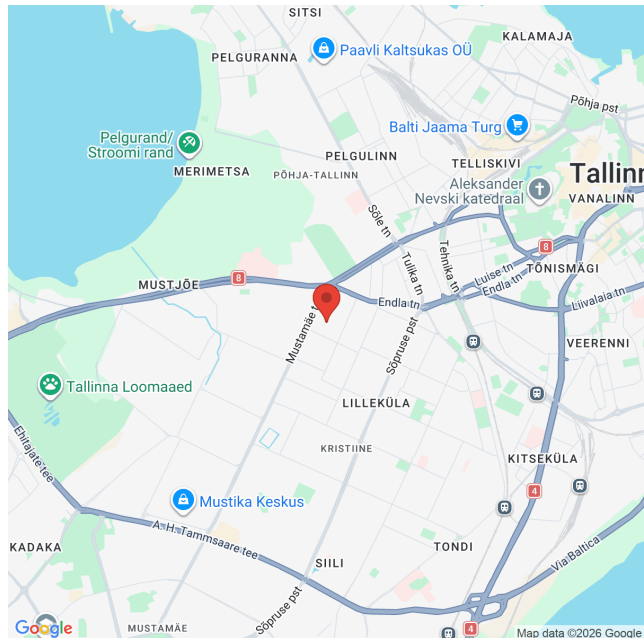 SITSI
KALAMAJA
PELGURANNA
Paavli Kaltsukas OÜ
Põhja pst
Balti Jaama Turg
Pelgurand/
Stroomi rand
PELGULINN
TELLISKIVI
MERIMETSA
PÕHJA-TALLINN
Tallinn
Aleksander
Nevski katedraal
VANALINN
Sõle tn
Tehnika tn
8
TÕNISMÄGI
Tulika tn
Luise tn
8
MUSTJÕE
Endla tn
Endla tn
Liivalaia tn
Mustamäe t
Sõpruse pst
VEERENNI
Tallinna Loomaaed
LILLEKÜLA
Ehitajate tee
KRISTIINE
KITSEKÜLA
4
Mustika Keskus
A. H. Tammsaare tee
KADAKA
TONDI
Via Baltica
SIILI
Sõpruse pst
MUSTAMÄE
4
Google
Map data ©2026 Google